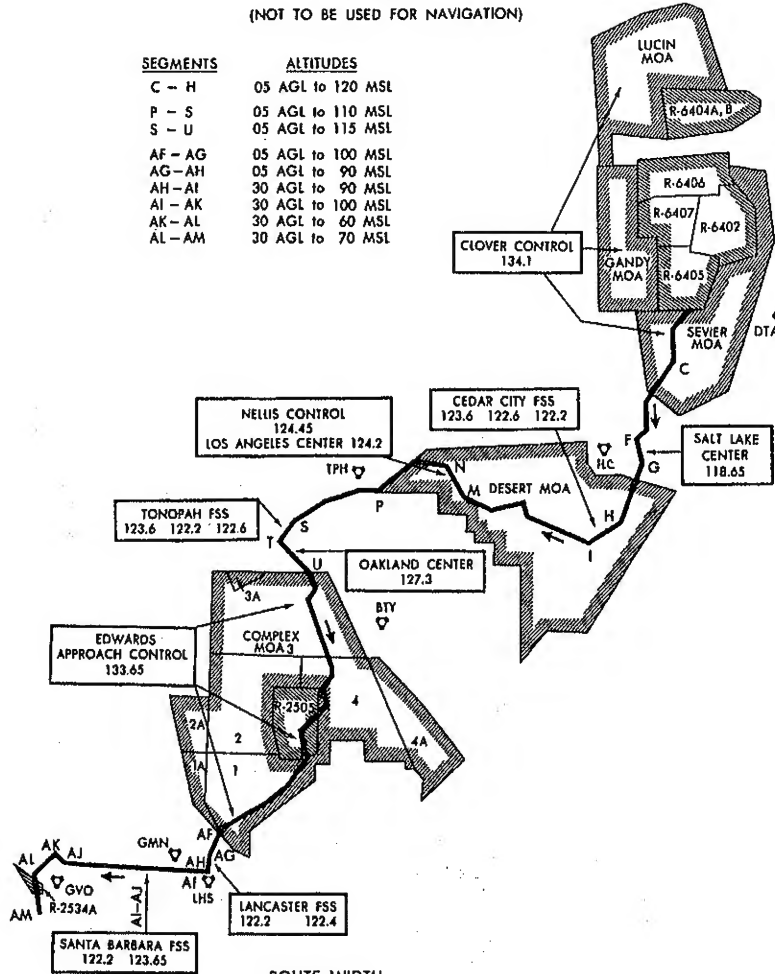 (NOT TO BE USED FOR NAVIGATION)
SEGMENTS ALTITUDES
C - H 05 AGL to 120 MSL
P - S 05 AGL to 110 MSL
S - U 05 AGL to 115 MSL
AF - AG 05 AGL to 100 MSL
AG - AH 05 AGL to 90 MSL
AH - AI 30 AGL to 90 MSL
AI - AK 30 AGL to 100 MSL
AK - AL 30 AGL to 60 MSL
AL - AM 30 AGL to 70 MSL
LUCIN
MOA
R-6404A, B
R-6406
R-6407
R-6402
CLOVER CONTROL
134.1
GANDY
MOA
R-6405
SEVIER
MOA
DTA
C
NELLIS CONTROL
124.45
LOS ANGELES CENTER 124.2
CEDAR CITY FSS
123.6 122.6 122.2
F
G
SALT LAKE
CENTER
118.65
ILC
TPH
N
M
DESERT MOA
P
H
I
TONOPAH FSS
123.6 122.2 122.6
S
T
U
OAKLAND CENTER
127.3
3A
BTY
EDWARDS
APPROACH CONTROL
133.65
COMPLEX
MOA 3
R-2505
4
4A
2A
2
1A
1
AF
AG
AK
AJ
GMN
AH
AI
LHS
AL
GVO
R-2534A
AM
AI-AJ
LANCASTER FSS
122.2 122.4
SANTA BARBARA FSS
122.2 123.65